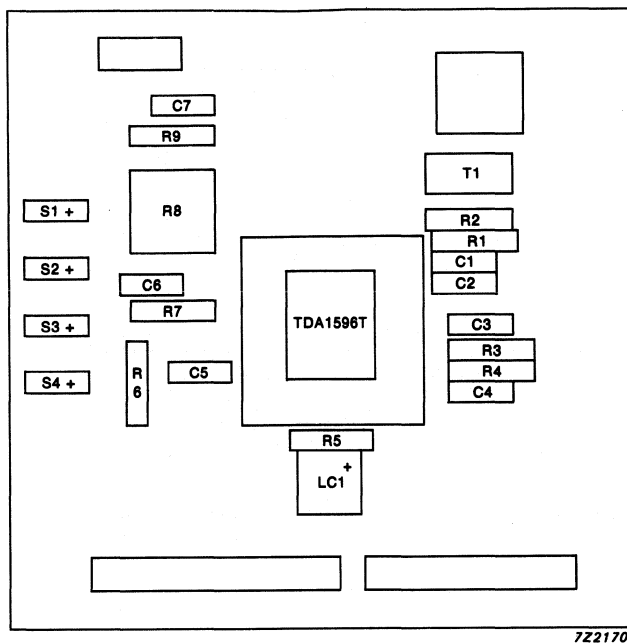 C7
R9
T1
S1 +
R8
R2
R1
C1
S2 +
C6
C2
R7
TDA1596T
S3 +
C3
R3
R
6
C5
R4
S4 +
C4
R5
+
LC1
7Z2170